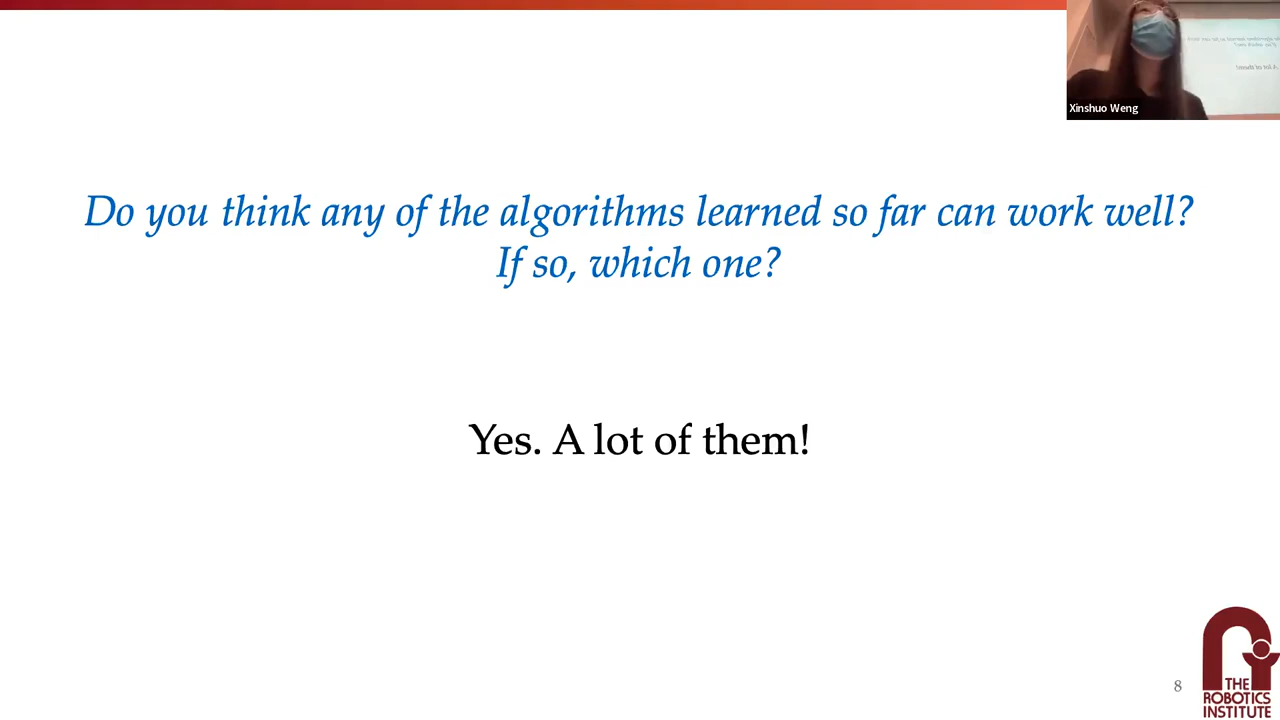 Xinshuo Weng
Do you think any of the algorithms learned so far can work well?
If so, which one?
Yes. A lot of them!
8
THE
ROBOTICS
INSTITUTE